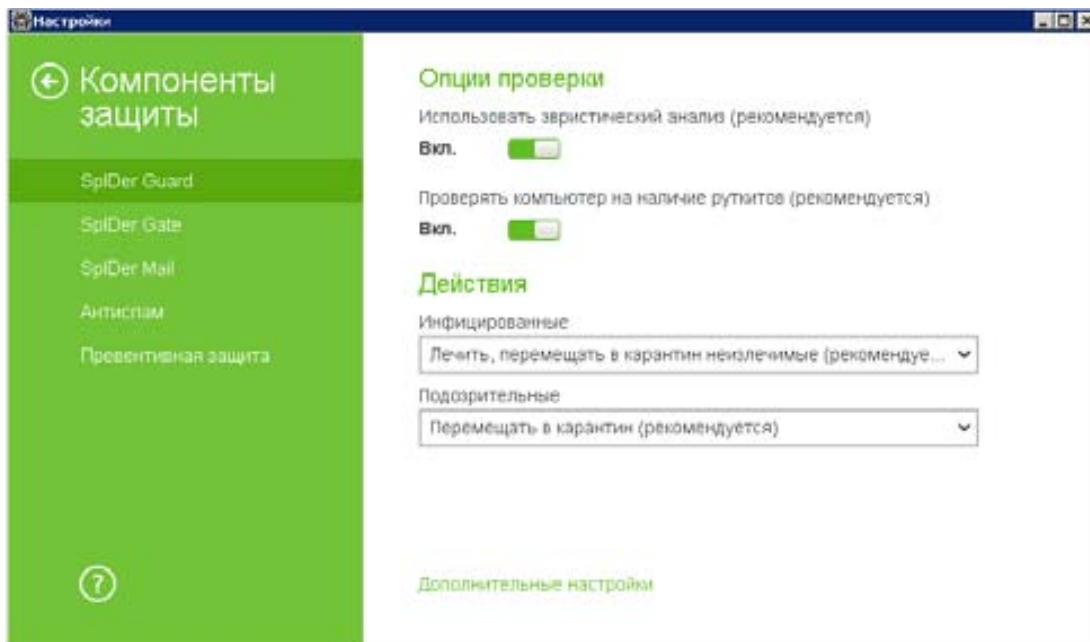 Настройки
Компоненты
защиты
SpIDer Guard
SpIDer Gate
SpIDer Mail
Антиспам
Превентивная защита
?
Опции проверки
Использовать эвристический анализ (рекомендуется)
Вкл.
Проверять компьютер на наличие руткитов (рекомендуется)
Вкл.
Действия
Инфицированные
Лечить, перемещать в карантин неизлечимые (рекомендуе...
Подозрительные
Перемещать в карантин (рекомендуется)
Дополнительные настройки